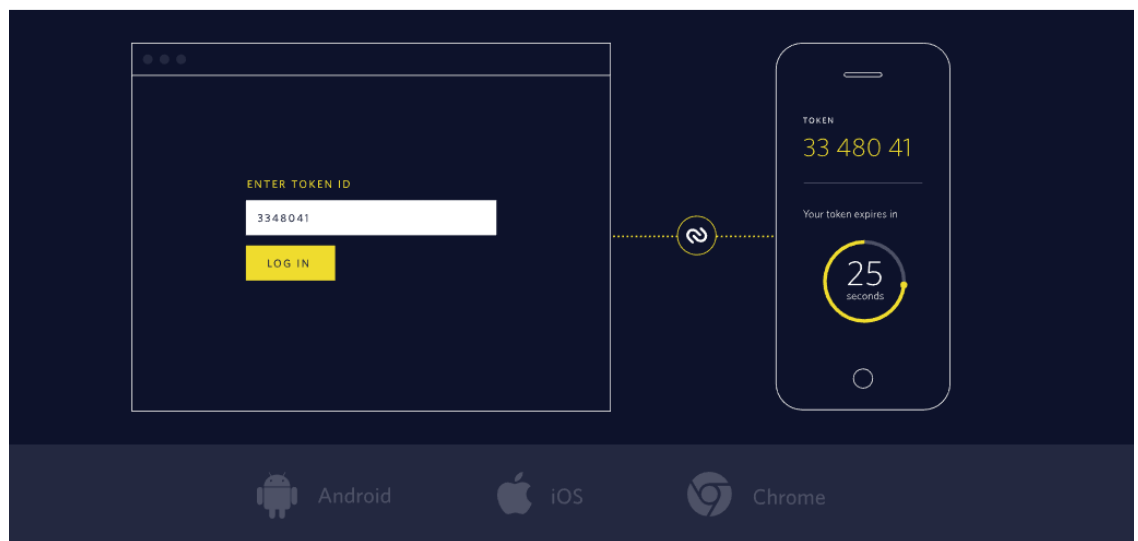 ENTER TOKEN ID
3348041
LOG IN
TOKEN
33 480 41
Your token expires in
25
seconds
Android
iOS
Chrome